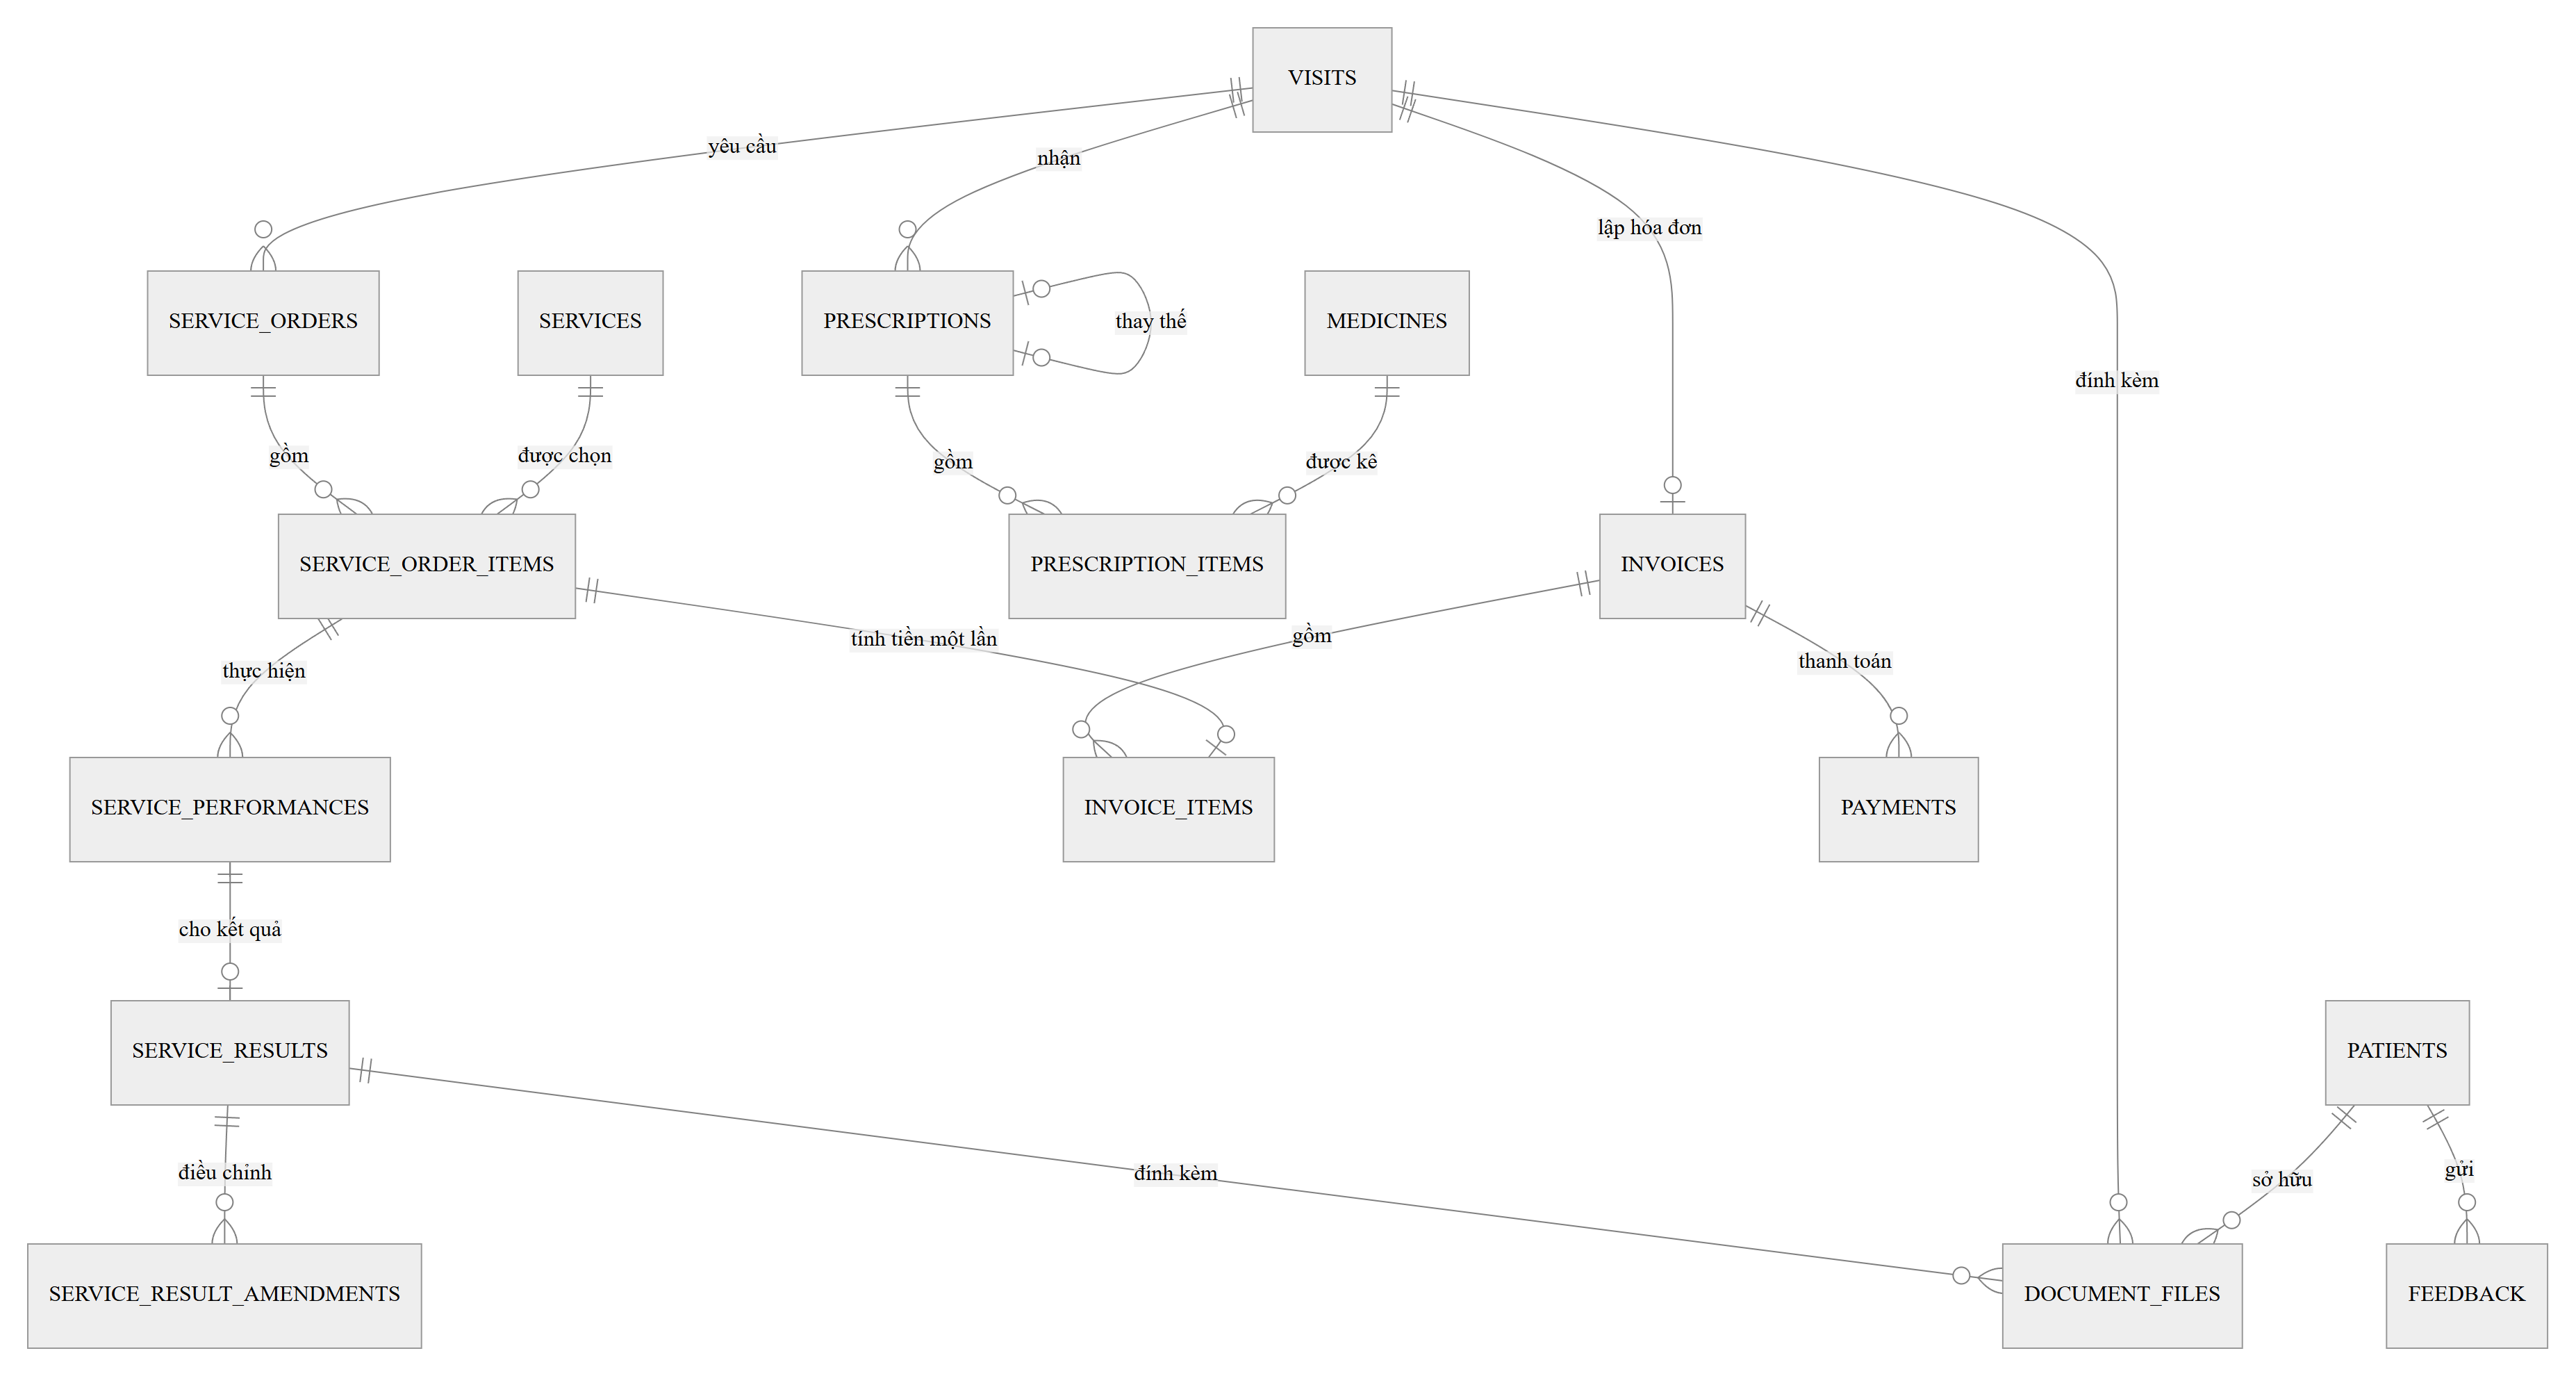 VISITS
yêu cầu
nhận
lập hóa đơn
SERVICE_ORDERS
SERVICES
PRESCRIPTIONS
thay thế
MEDICINES
đính kèm
gồm
được chọn
gồm
được kê
SERVICE_ORDER_ITEMS
PRESCRIPTION_ITEMS
INVOICES
thực hiện
tính tiền một lần
gồm
thanh toán
SERVICE_PERFORMANCES
INVOICE_ITEMS
PAYMENTS
cho kết quả
SERVICE_RESULTS
PATIENTS
điều chỉnh
đính kèm
sở hữu
gửi
SERVICE_RESULT_AMENDMENTS
DOCUMENT_FILES
FEEDBACK